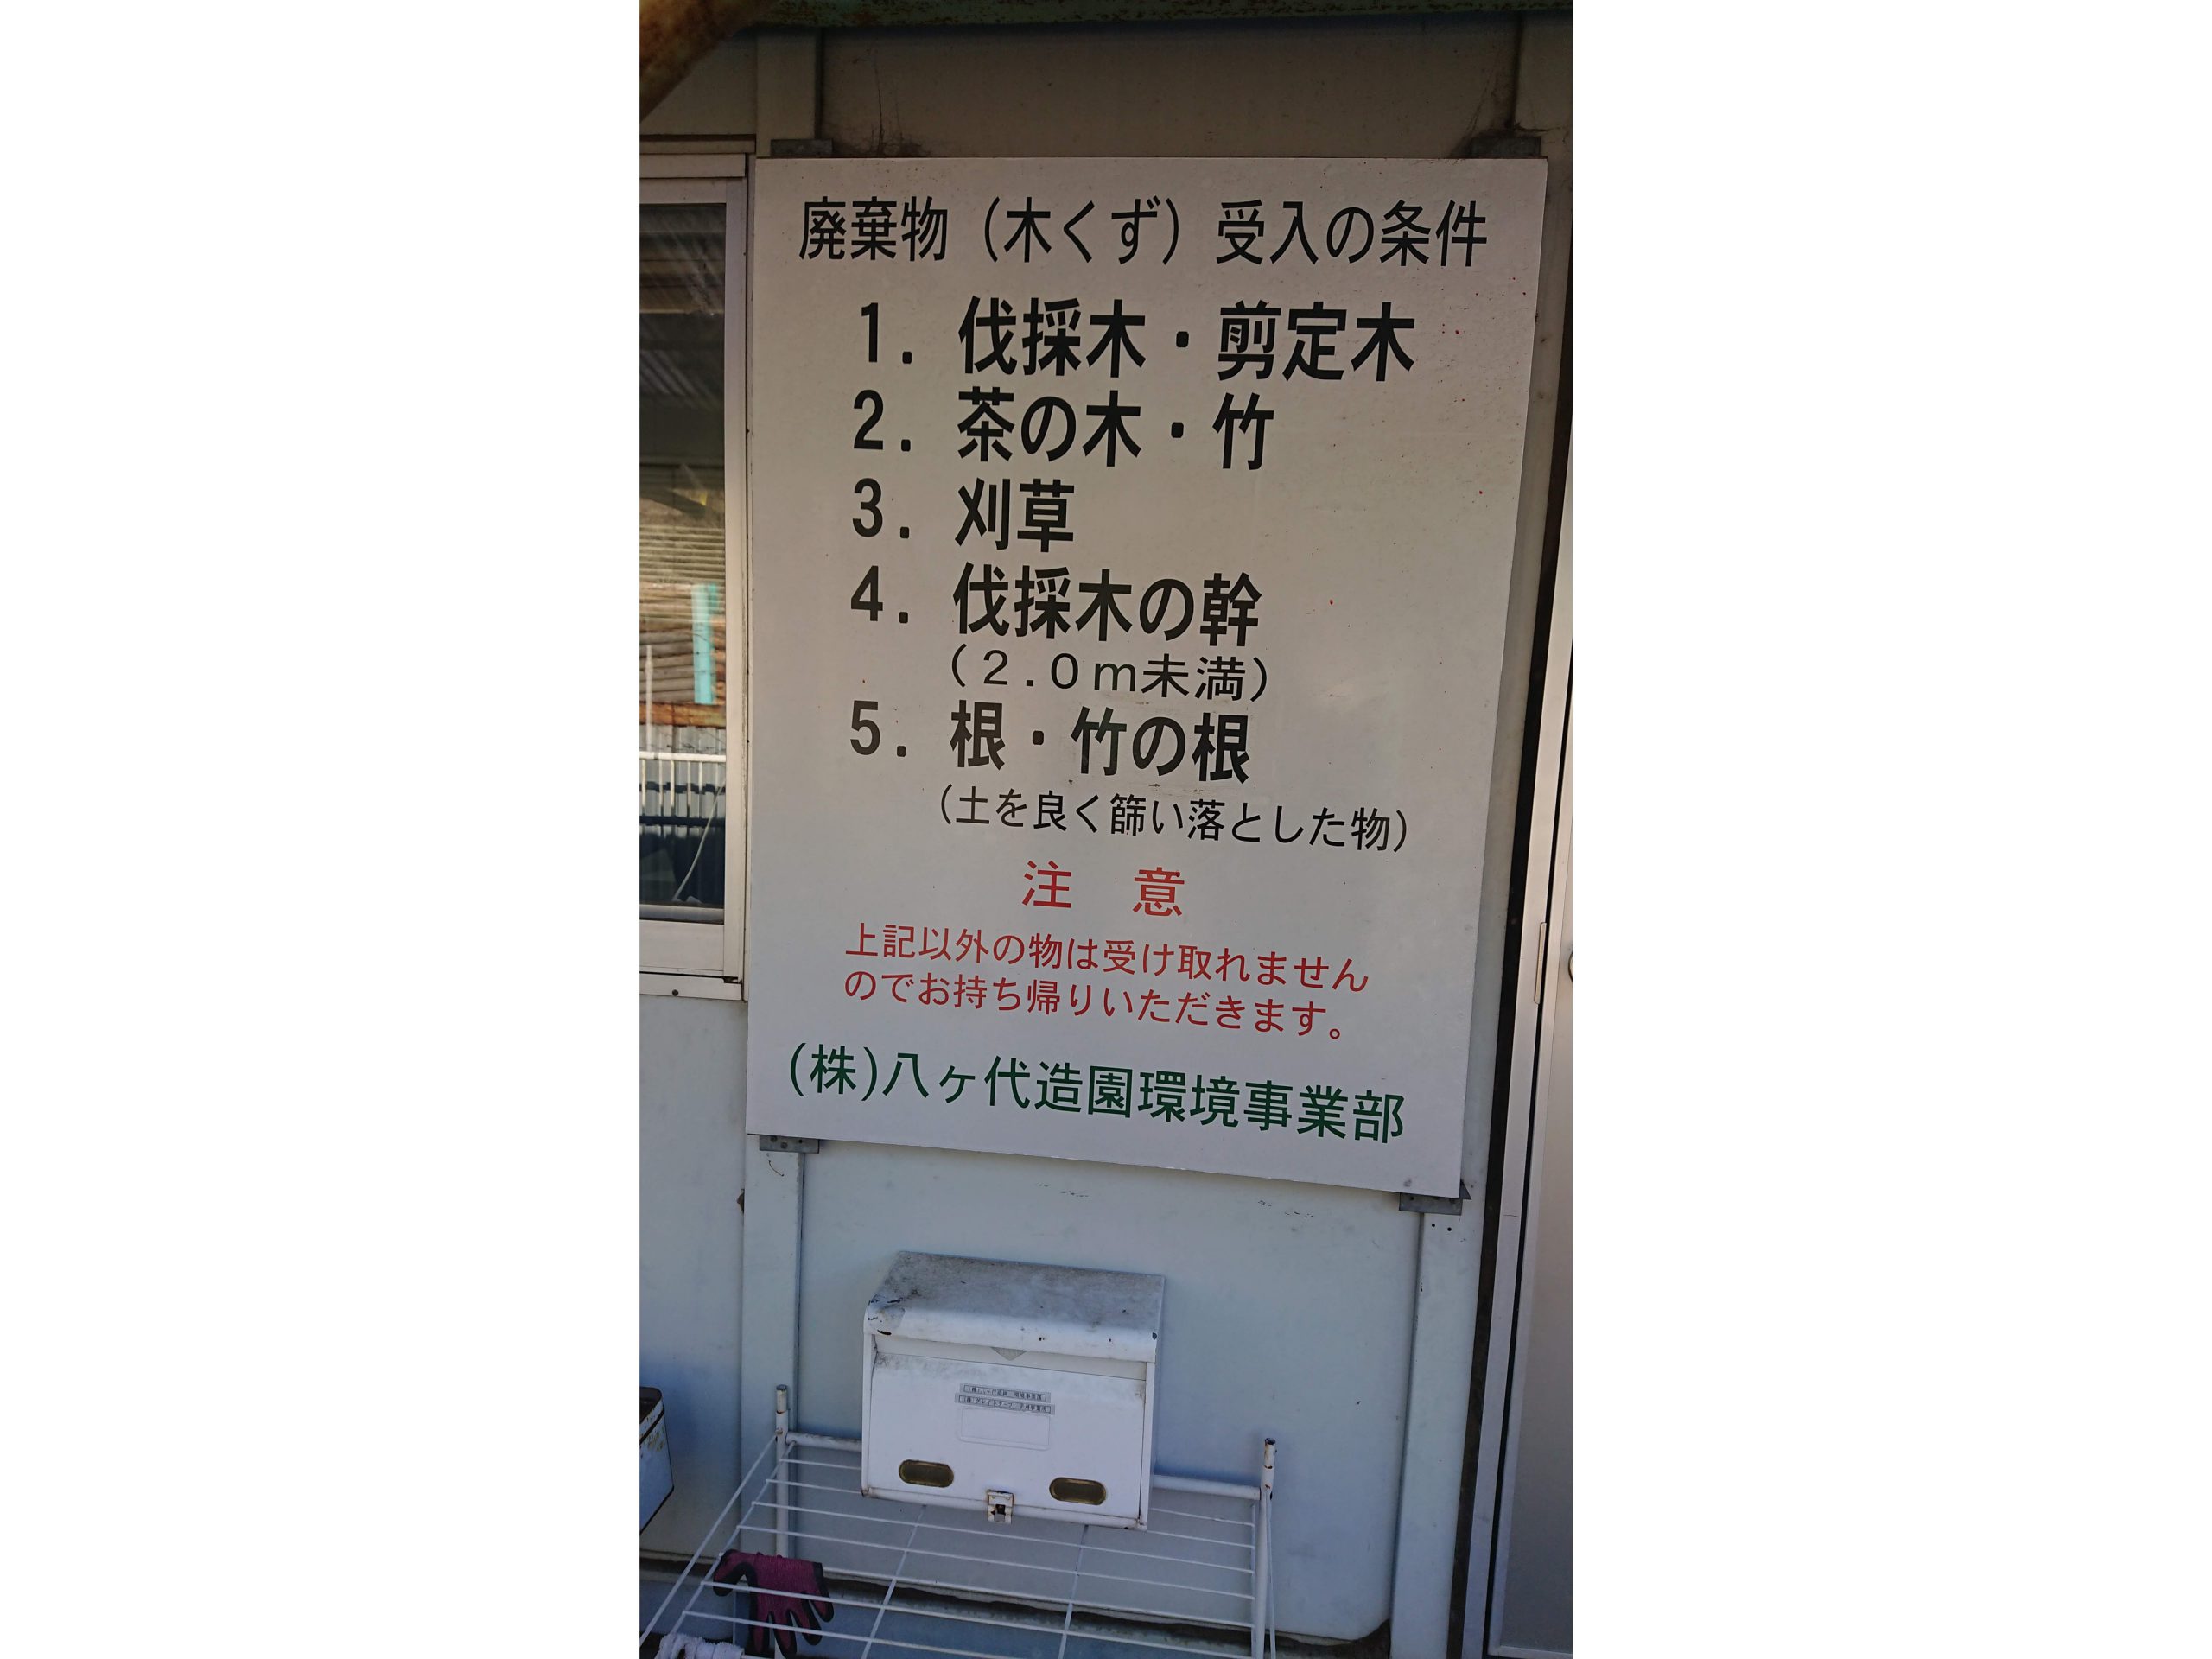 廃棄物（木くず）受入の条件
1. 伐採木・剪定木
2. 茶の木・竹
3. 刈草
4. 伐採木の幹
（2.0m未満）
5. 根・竹の根
（土を良く篩い落とした物）
注　意
上記以外の物は受け取れません
のでお持ち帰りいただきます。
(株)八ヶ代造園環境事業部